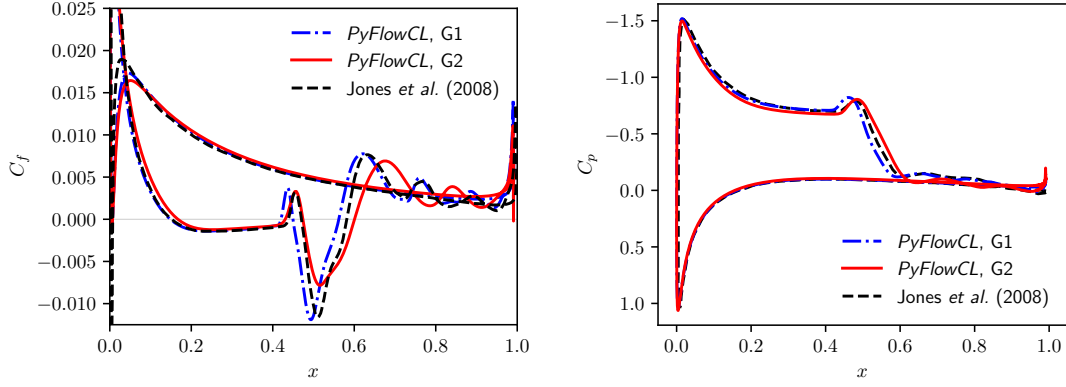 0.025
0.020
0.015
0.010
0.005
0.000
−0.005
−0.010
C_f
0.0 0.2 0.4 0.6 0.8 1.0
x
PyFlowCL, G1
PyFlowCL, G2
Jones et al. (2008)
−1.5
−1.0
−0.5
0.0
0.5
1.0
C_p
0.0 0.2 0.4 0.6 0.8 1.0
x
PyFlowCL, G1
PyFlowCL, G2
Jones et al. (2008)